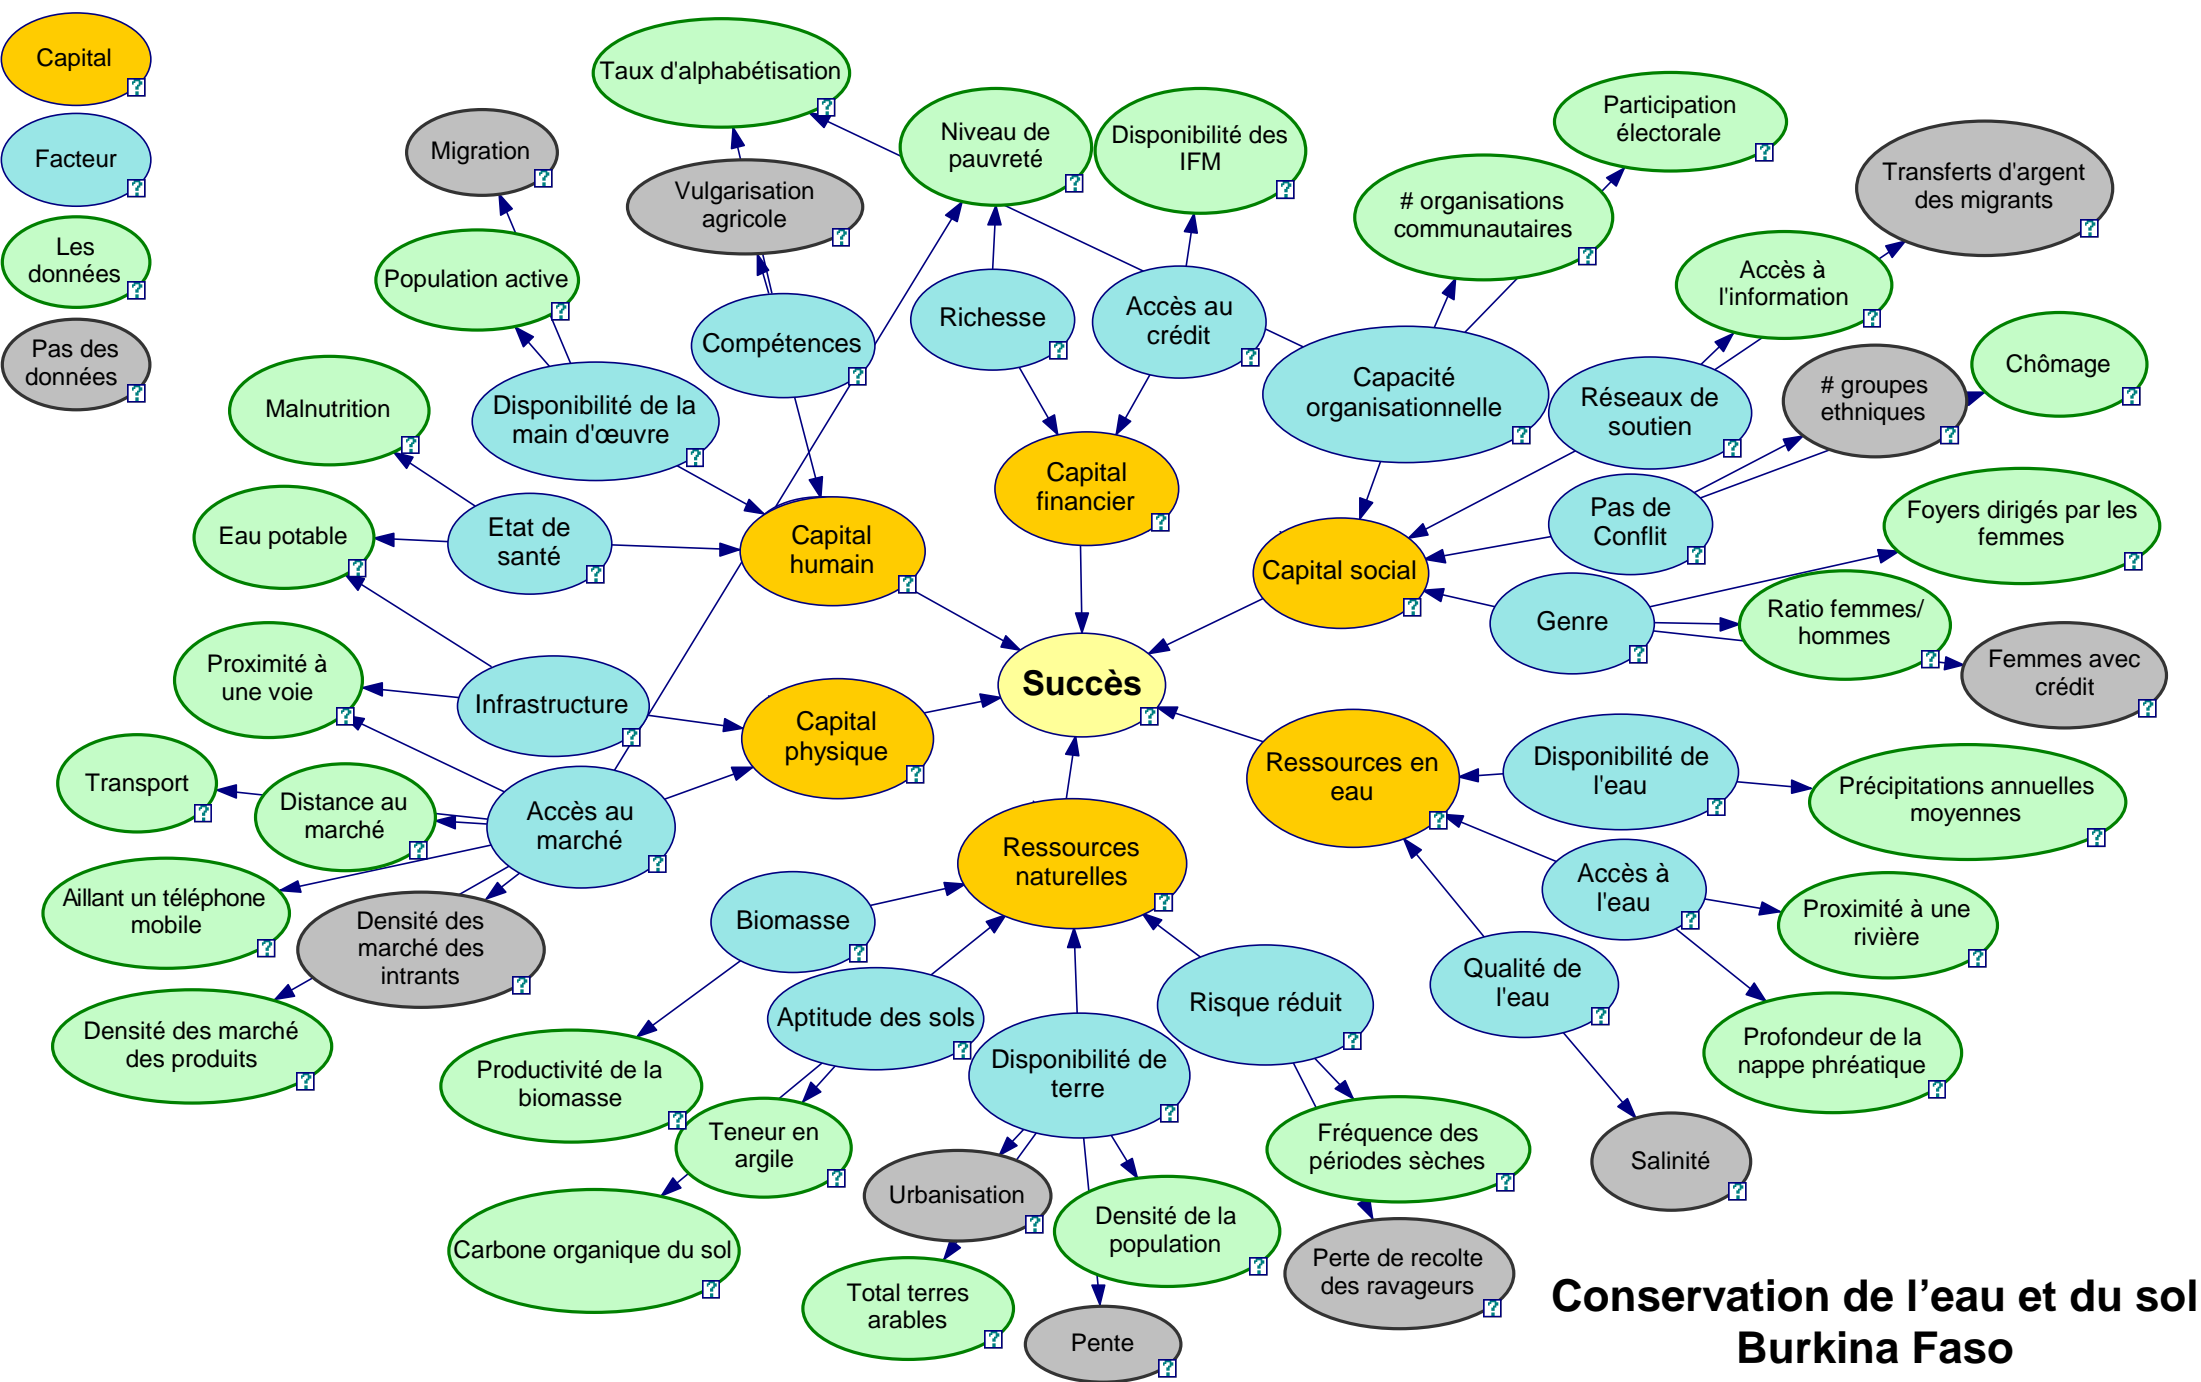 Capital
Facteur
Les
données
Pas des
données
Taux d'alphabétisation
Migration
Vulgarisation
agricole
Niveau de
pauvreté
Disponibilité des
IFM
Participation
électorale
# organisations
communautaires
Transferts d'argent
des migrants
Accès à
l'information
Population active
Compétences
Richesse
Accès au
crédit
Capacité
organisationnelle
Réseaux de
soutien
# groupes
ethniques
Chômage
Malnutrition
Disponibilité de la
main d'œuvre
Capital
financier
Eau potable
Etat de
santé
Capital
humain
Capital social
Pas de
Conflit
Foyers dirigés par les
femmes
Genre
Ratio femmes/
hommes
Femmes avec
crédit
Proximité à
une voie
Infrastructure
Capital
physique
Succès
Ressources en
eau
Disponibilité de
l'eau
Précipitations annuelles
moyennes
Transport
Distance au
marché
Accès au
marché
Ressources
naturelles
Accès à
l'eau
Proximité à une
rivière
Aillant un téléphone
mobile
Densité des
marché des
intrants
Biomasse
Aptitude des sols
Risque réduit
Qualité de
l'eau
Densité des marché
des produits
Productivité de la
biomasse
Disponibilité de
terre
Profondeur de la
nappe phréatique
Teneur en
argile
Fréquence des
périodes sèches
Salinité
Carbone organique du sol
Urbanisation
Densité de la
population
Perte de recolte
des ravageurs
Total terres
arables
Pente
Conservation de l’eau et du sol
Burkina Faso